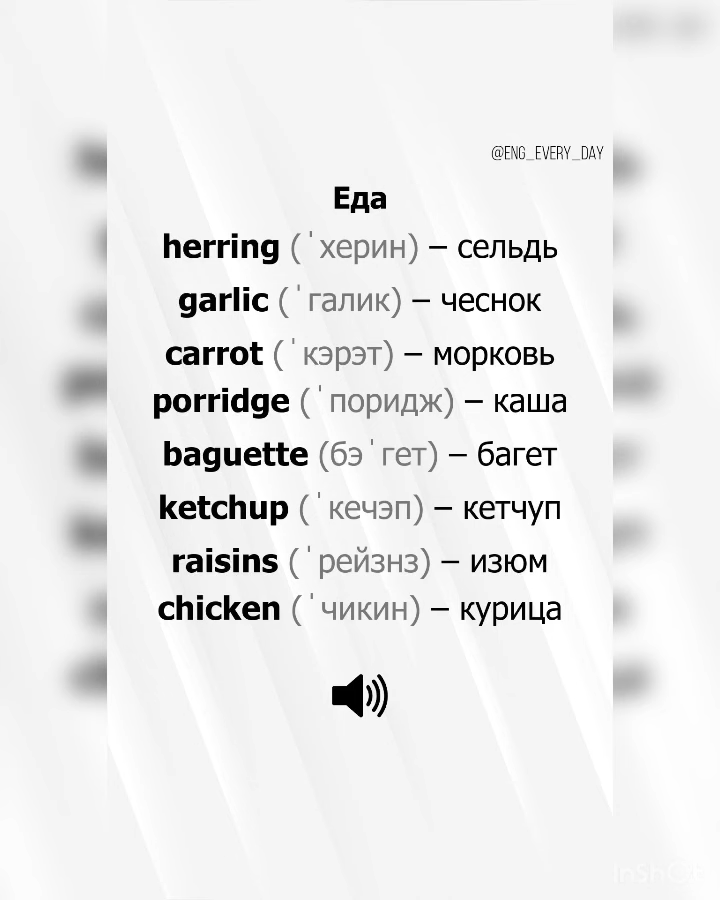 @ENG_EVERY_DAY
Еда
herring (ˈхерин) – сельдь
garlic (ˈгалик) – чеснок
carrot (ˈкэрэт) – морковь
porridge (ˈпоридж) – каша
baguette (бэˈгет) – багет
ketchup (ˈкечэп) – кетчуп
raisins (ˈрейзнз) – изюм
chicken (ˈчикин) – курица
InShOt